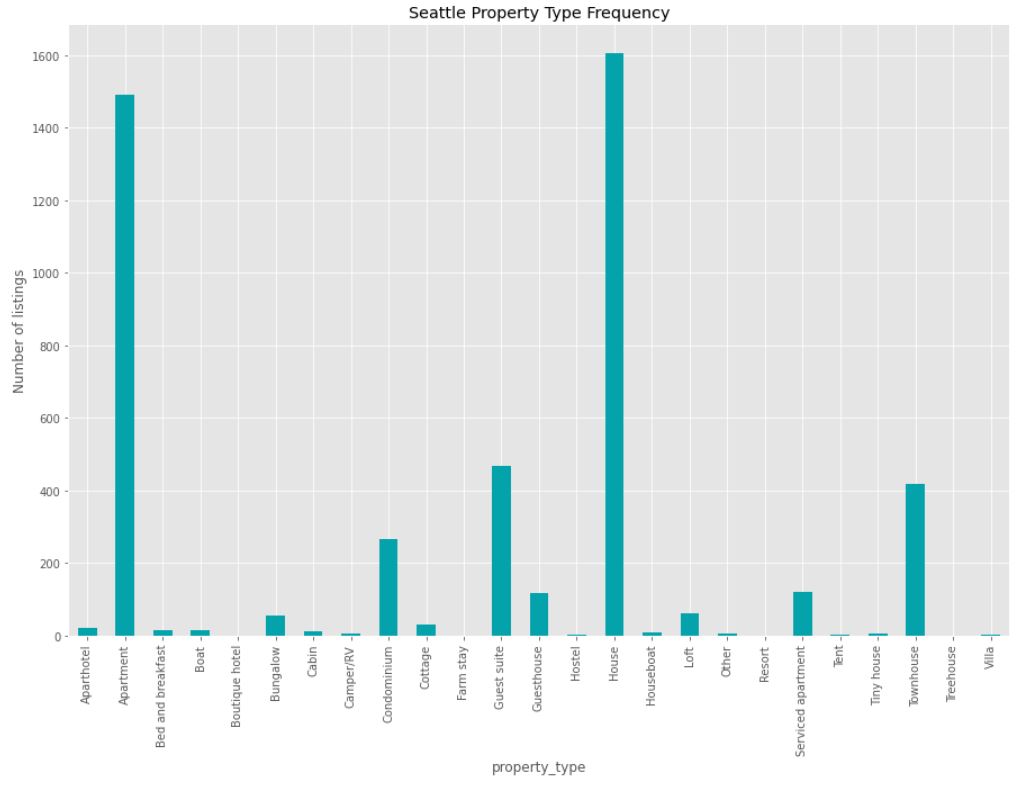 Seattle Property Type Frequency
1600
1400
1200
1000
800
600
400
200
0
Number of listings
Aparthotel
Apartment
Bed and breakfast
Boat
Boutique hotel
Bungalow
Cabin
Camper/RV
Condominium
Cottage
Farm stay
Guest suite
Guesthouse
Hostel
House
Houseboat
Loft
Other
Resort
Serviced apartment
Tent
Tiny house
Townhouse
Treehouse
Villa
property_type